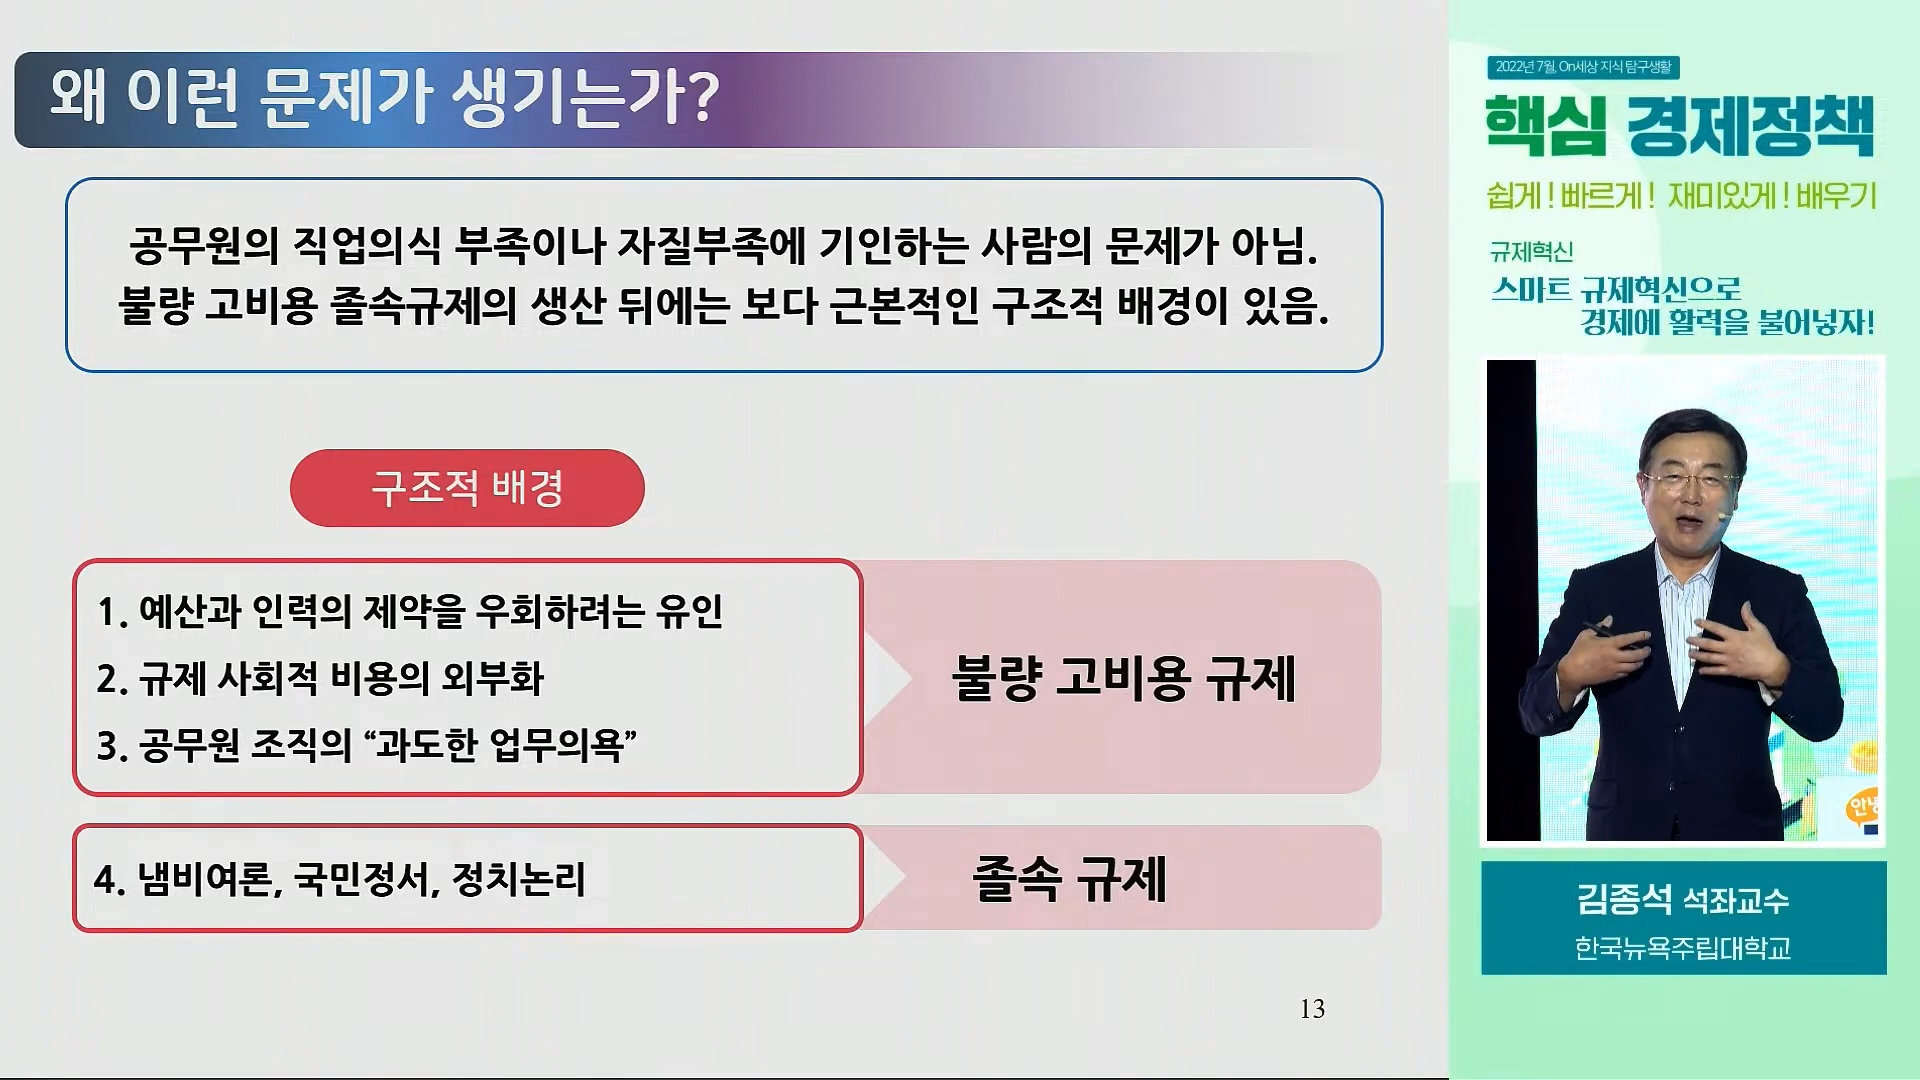 왜 이런 문제가 생기는가?
공무원의 직업의식 부족이나 자질부족에 기인하는 사람의 문제가 아님.
불량 고비용 졸속규제의 생산 뒤에는 보다 근본적인 구조적 배경이 있음.
구조적 배경
1. 예산과 인력의 제약을 우회하려는 유인
2. 규제 사회적 비용의 외부화
3. 공무원 조직의 “과도한 업무의욕”
불량 고비용 규제
4. 냄비여론, 국민정서, 정치논리
졸속 규제
13
2022년 7월, On세상 지식 탐구생활
핵심 경제정책
쉽게! 빠르게! 재미있게! 배우기
규제혁신
스마트 규제혁신으로
경제에 활력을 불어넣자!
김종석 석좌교수
한국뉴욕주립대학교